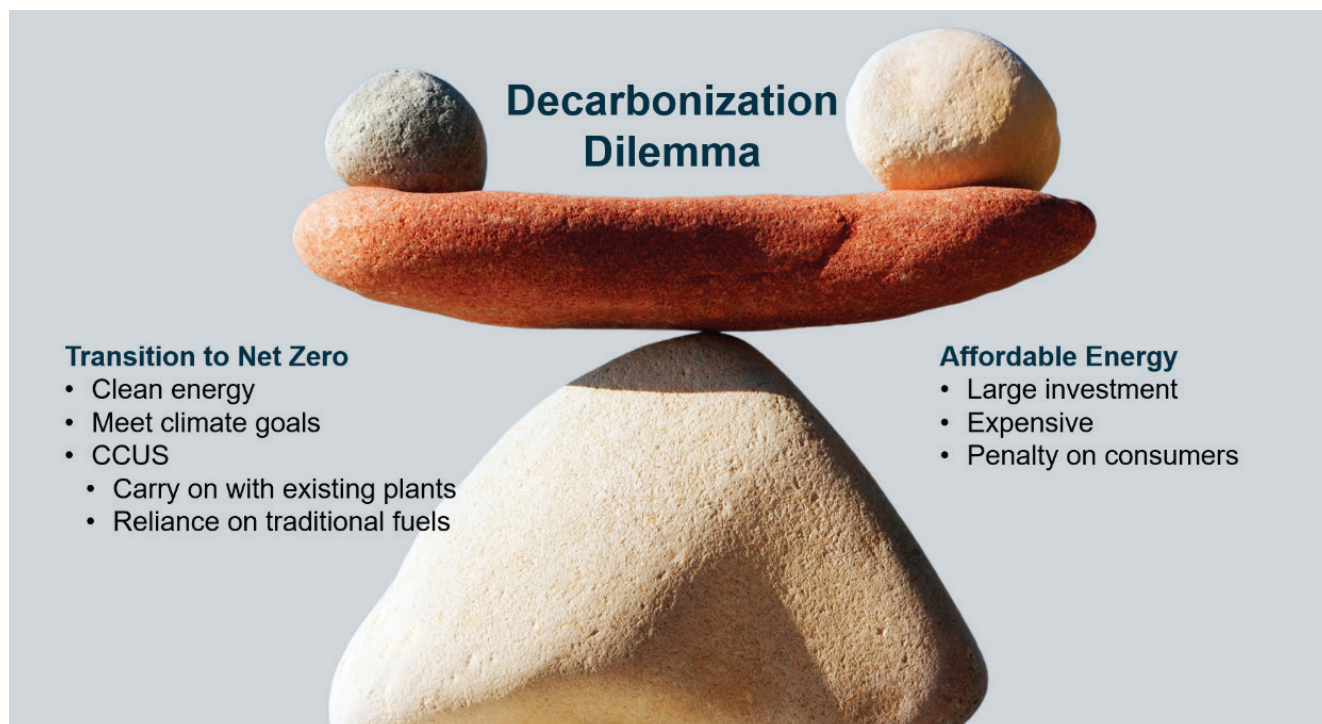 Decarbonization
Dilemma
Transition to Net Zero
• Clean energy
• Meet climate goals
• CCUS
• Carry on with existing plants
• Reliance on traditional fuels
Affordable Energy
• Large investment
• Expensive
• Penalty on consumers